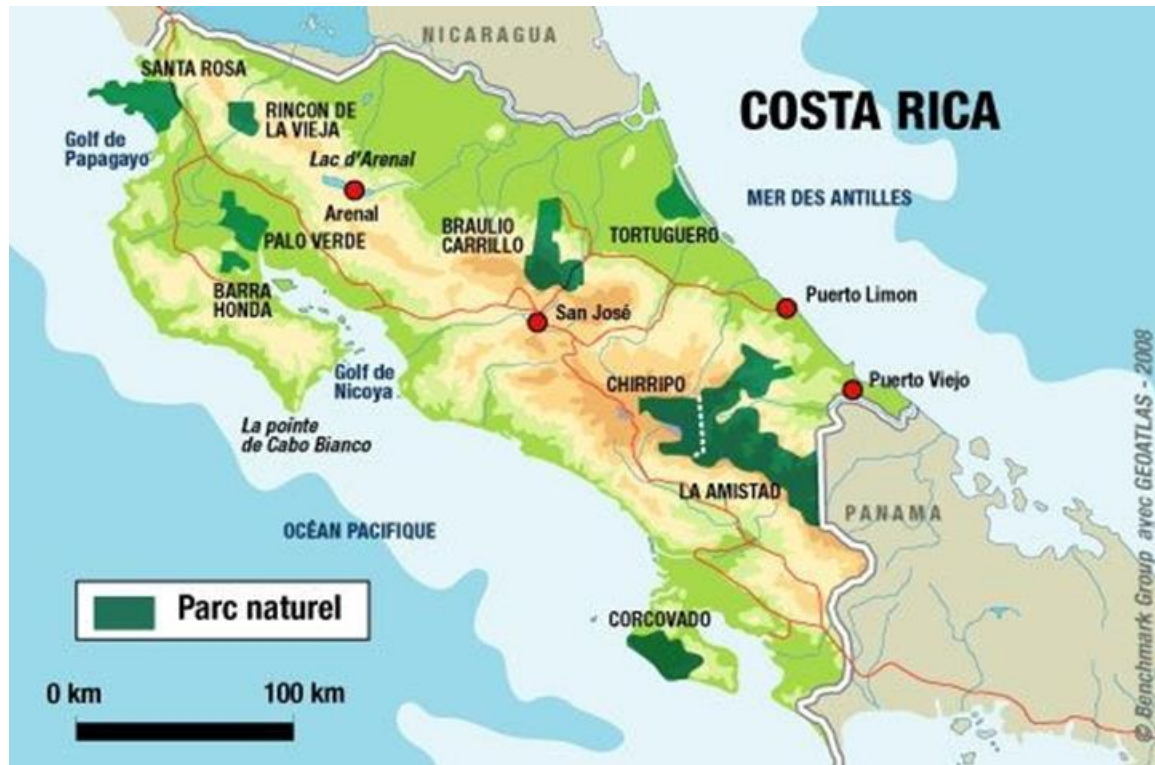 NICARAGUA
COSTA RICA
SANTA ROSA
RINCON DE
LA VIEJA
Golf de
Papagayo
Lac d'Arenal
Arenal
MER DES ANTILLES
BRAULIO
CARRILLO
TORTUGUERO
PALO VERDE
BARRA
HONDA
Puerto Limon
San José
Golf de
Nicoya
CHIRRIPO
Puerto Viejo
La pointe
de Cabo Bianco
LA AMISTAD
PANAMA
OCÉAN PACIFIQUE
Parc naturel
CORCOVADO
0 km
100 km
© Benchmark Group avec GEOATLAS - 2008